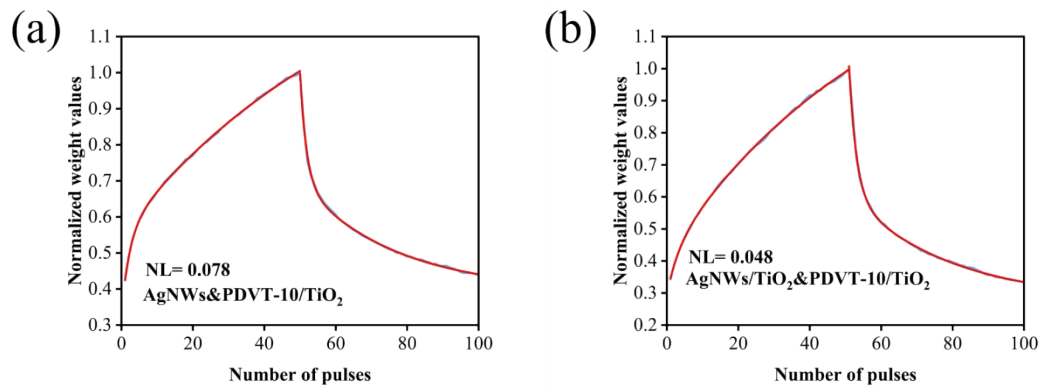 (a)
1.1
1.0
0.9
0.8
0.7
0.6
0.5
0.4
0.3
Normalized weight values
NL= 0.078
AgNWs&PDVT-10/TiO₂
0 20 40 60 80 100
Number of pulses
(b)
1.1
1.0
0.9
0.8
0.7
0.6
0.5
0.4
0.3
0.2
Normalized weight values
NL= 0.048
AgNWs/TiO₂&PDVT-10/TiO₂
0 20 40 60 80 100
Number of pulses